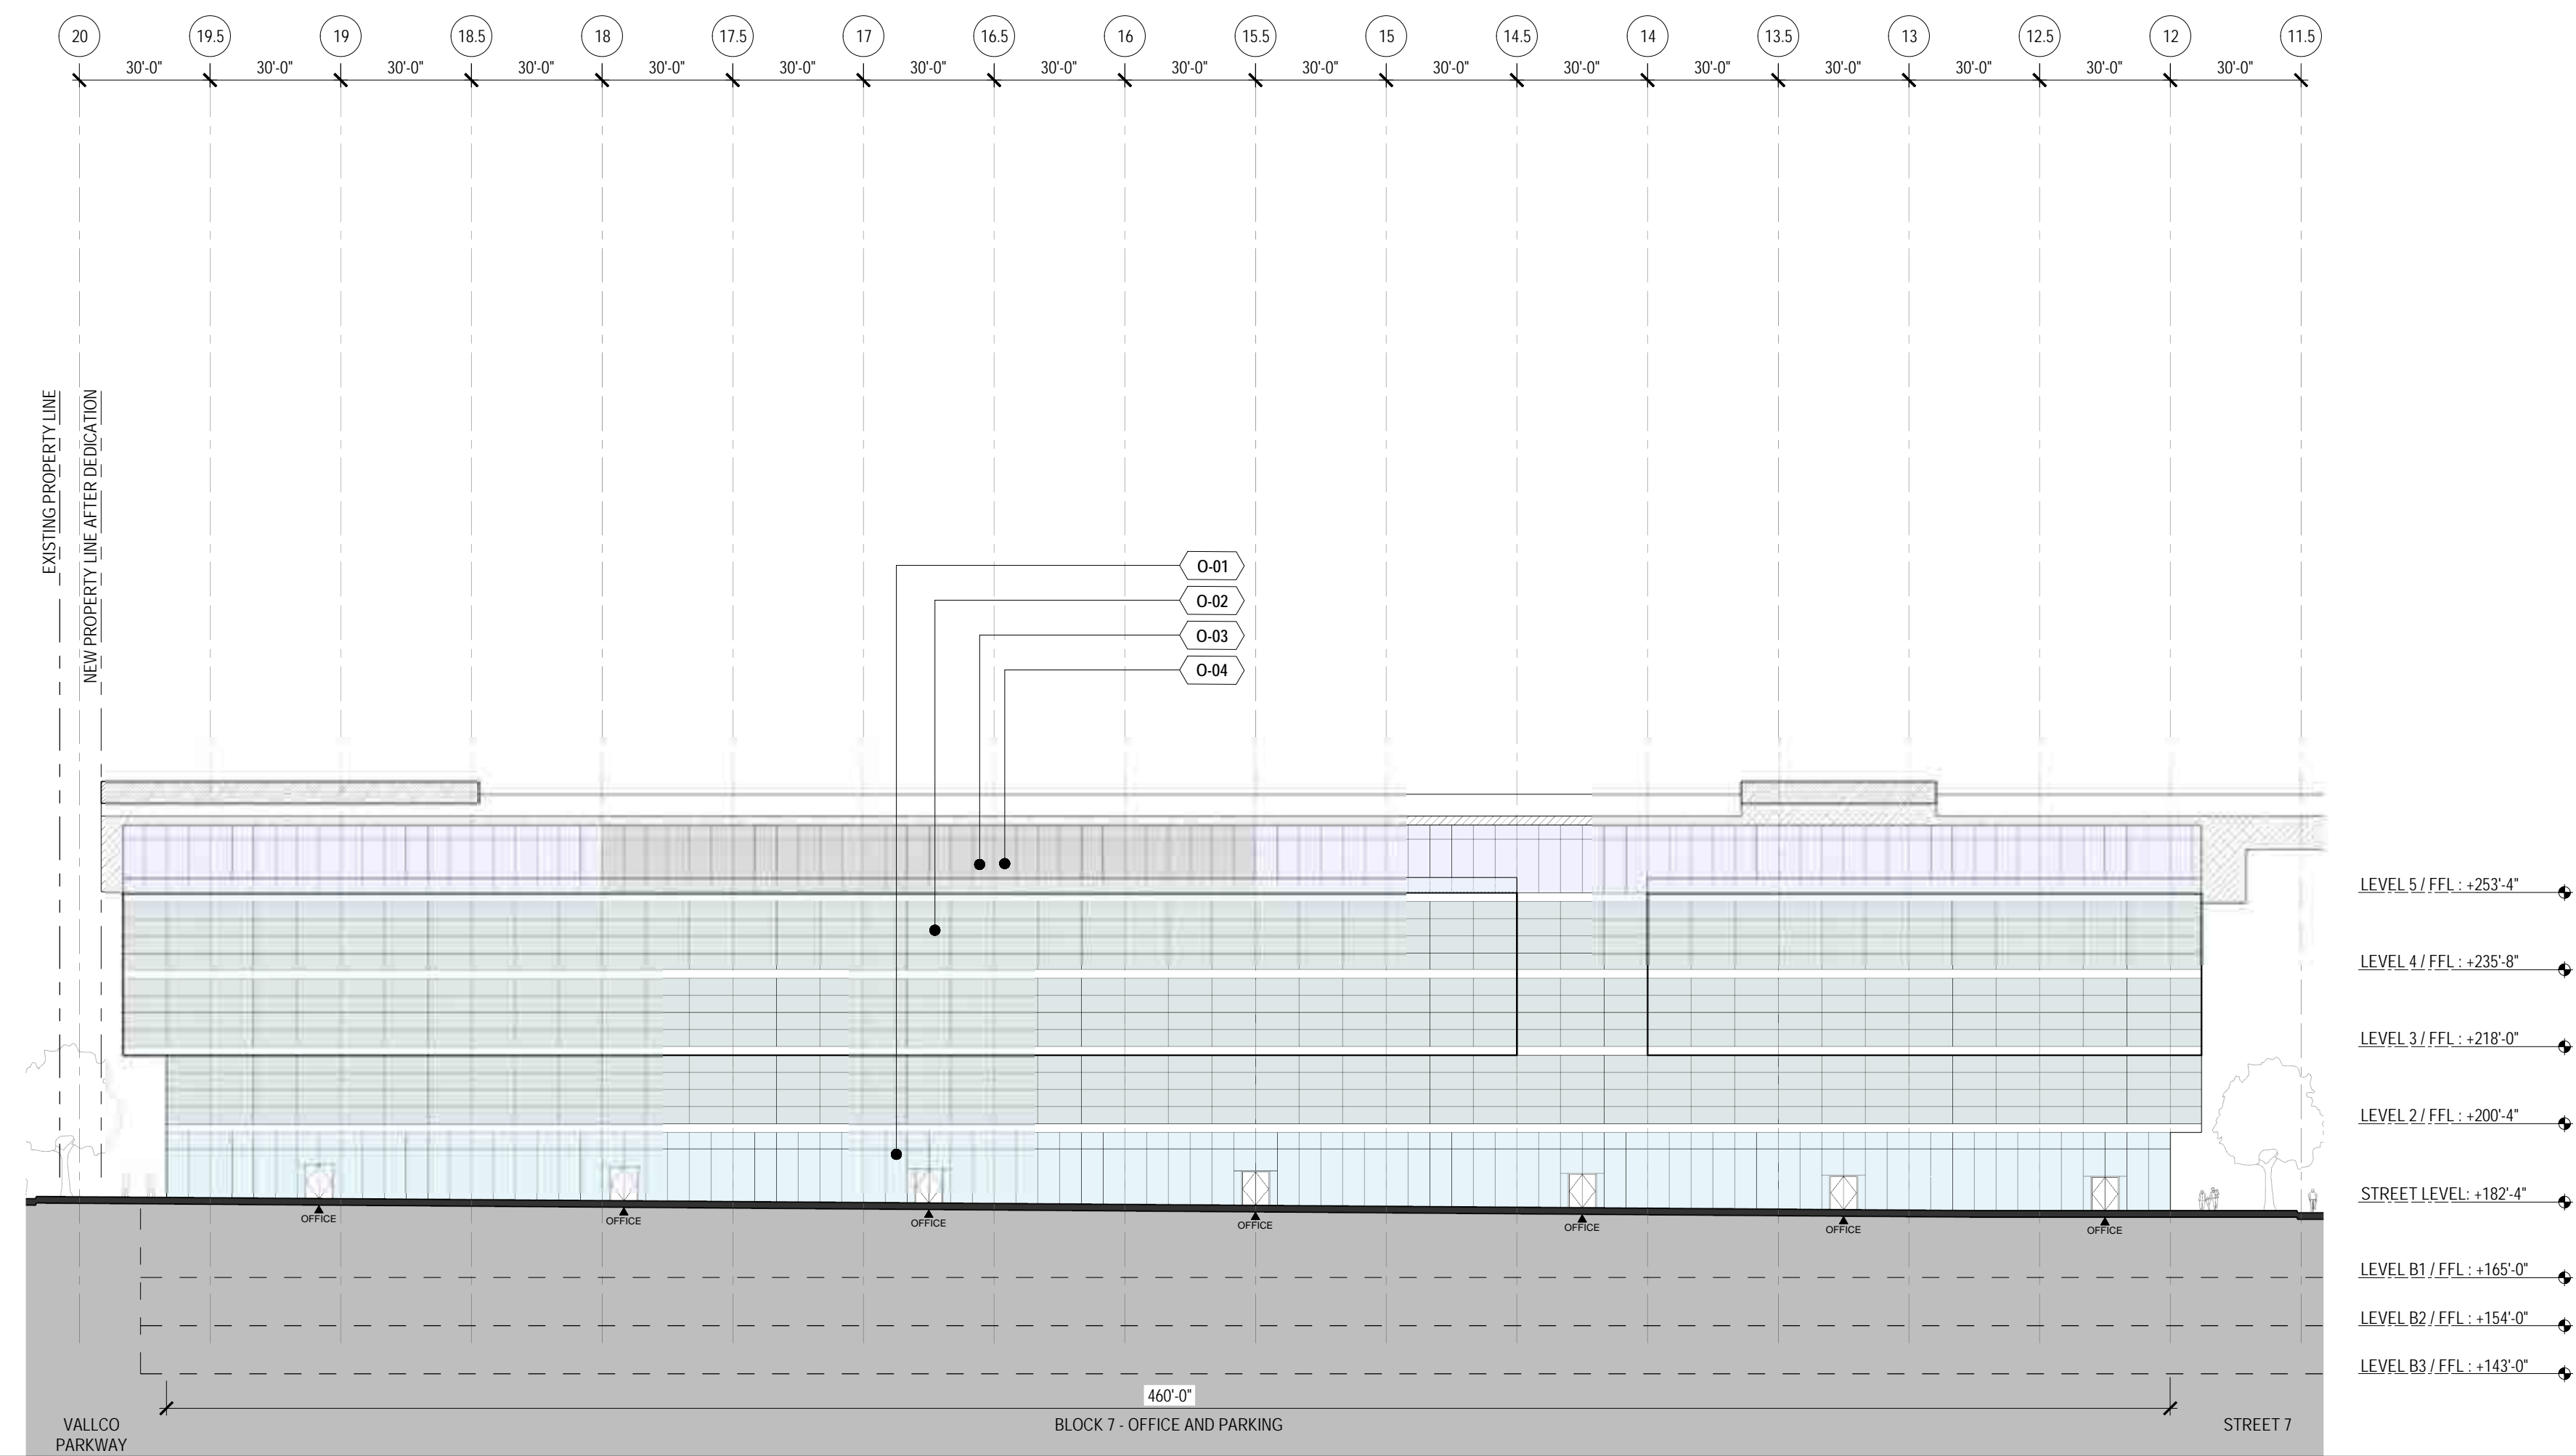 20 19.5 19 18.5 18 17.5 17 16.5 16 15.5 15 14.5 14 13.5 13 12.5 12 11.5
30'-0" 30'-0" 30'-0" 30'-0" 30'-0" 30'-0" 30'-0" 30'-0" 30'-0" 30'-0" 30'-0" 30'-0" 30'-0" 30'-0" 30'-0" 30'-0" 30'-0"
EXISTING PROPERTY LINE
NEW PROPERTY LINE AFTER DEDICATION
O-01
O-02
O-03
O-04
LEVEL 5 / FFL : +253'-4"
LEVEL 4 / FFL : +235'-8"
LEVEL 3 / FFL : +218'-0"
LEVEL 2 / FFL : +200'-4"
STREET LEVEL: +182'-4"
OFFICE OFFICE OFFICE OFFICE OFFICE OFFICE OFFICE
LEVEL B1 / FFL : +165'-0"
LEVEL B2 / FFL : +154'-0"
LEVEL B3 / FFL : +143'-0"
460'-0"
VALLCO
PARKWAY
BLOCK 7 - OFFICE AND PARKING
STREET 7